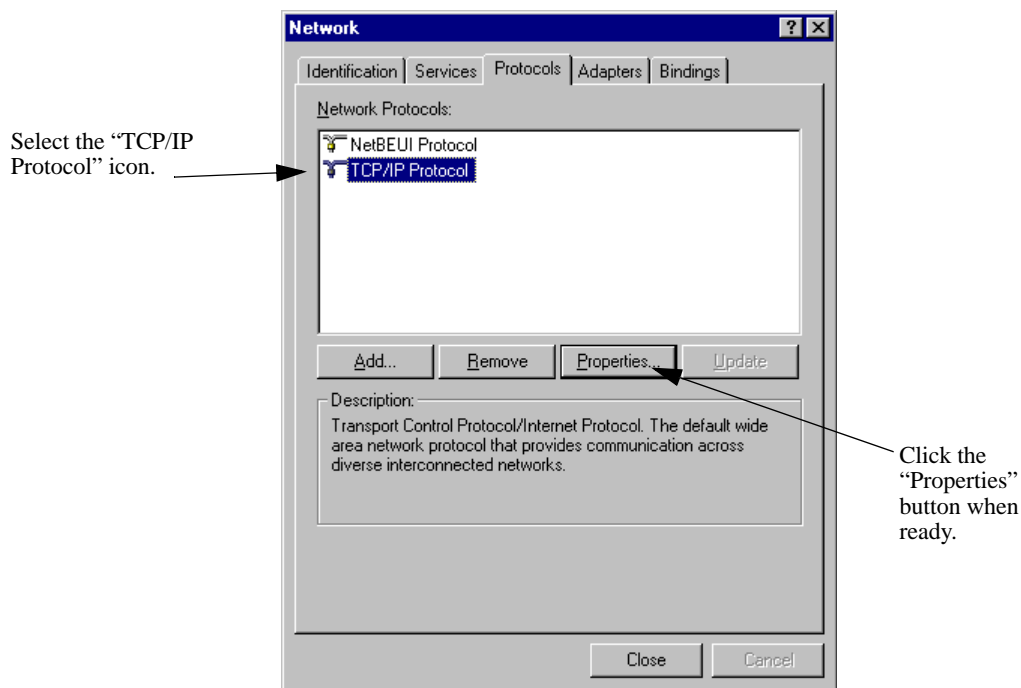 Network
Identification Services Protocols Adapters Bindings
Network Protocols:
NetBEUI Protocol
TCP/IP Protocol
Select the “TCP/IP
Protocol” icon.
Add... Remove Properties... Update
Description:
Transport Control Protocol/Internet Protocol. The default wide
area network protocol that provides communication across
diverse interconnected networks.
Click the
“Properties”
button when
ready.
Close Cancel